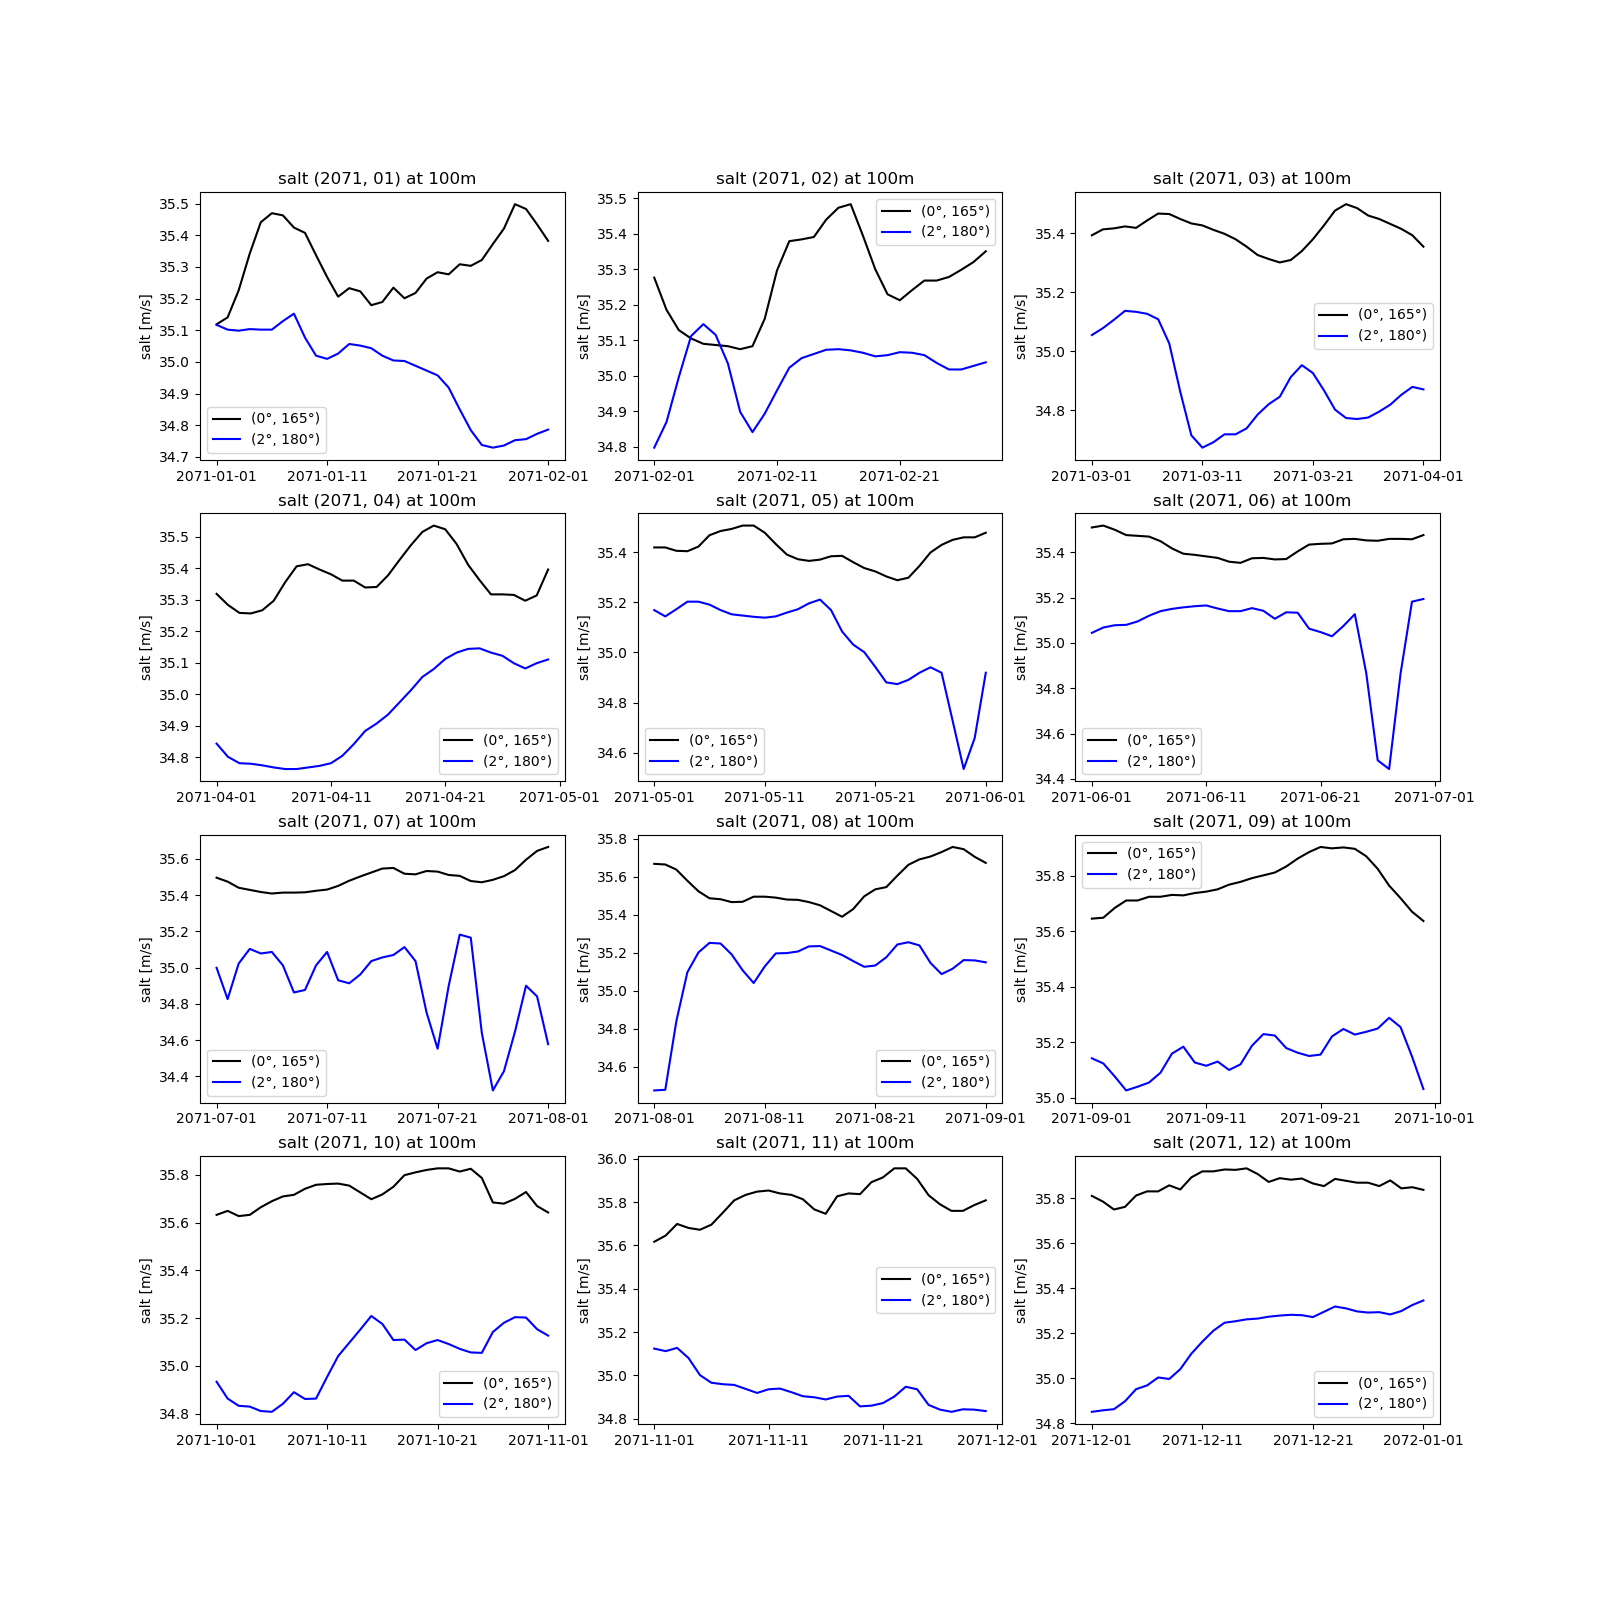 salt (2071, 01) at 100m
35.5
35.4
35.3
35.2
35.1
35.0
34.9
34.8
34.7
salt [m/s]
(0°, 165°)
(2°, 180°)
2071-01-01 2071-01-11 2071-01-21 2071-02-01
salt (2071, 02) at 100m
35.5
35.4
35.3
35.2
35.1
35.0
34.9
34.8
salt [m/s]
(0°, 165°)
(2°, 180°)
2071-02-01 2071-02-11 2071-02-21
salt (2071, 03) at 100m
35.4
35.2
35.0
34.8
salt [m/s]
(0°, 165°)
(2°, 180°)
2071-03-01 2071-03-11 2071-03-21 2071-04-01
salt (2071, 04) at 100m
35.5
35.4
35.3
35.2
35.1
35.0
34.9
34.8
salt [m/s]
(0°, 165°)
(2°, 180°)
2071-04-01 2071-04-11 2071-04-21 2071-05-01
salt (2071, 05) at 100m
35.4
35.2
35.0
34.8
34.6
salt [m/s]
(0°, 165°)
(2°, 180°)
2071-05-01 2071-05-11 2071-05-21 2071-06-01
salt (2071, 06) at 100m
35.4
35.2
35.0
34.8
34.6
34.4
salt [m/s]
(0°, 165°)
(2°, 180°)
2071-06-01 2071-06-11 2071-06-21 2071-07-01
salt (2071, 07) at 100m
35.6
35.4
35.2
35.0
34.8
34.6
34.4
salt [m/s]
(0°, 165°)
(2°, 180°)
2071-07-01 2071-07-11 2071-07-21 2071-08-01
salt (2071, 08) at 100m
35.8
35.6
35.4
35.2
35.0
34.8
34.6
salt [m/s]
(0°, 165°)
(2°, 180°)
2071-08-01 2071-08-11 2071-08-21 2071-09-01
salt (2071, 09) at 100m
35.8
35.6
35.4
35.2
35.0
salt [m/s]
(0°, 165°)
(2°, 180°)
2071-09-01 2071-09-11 2071-09-21 2071-10-01
salt (2071, 10) at 100m
35.8
35.6
35.4
35.2
35.0
34.8
salt [m/s]
(0°, 165°)
(2°, 180°)
2071-10-01 2071-10-11 2071-10-21 2071-11-01
salt (2071, 11) at 100m
36.0
35.8
35.6
35.4
35.2
35.0
34.8
salt [m/s]
(0°, 165°)
(2°, 180°)
2071-11-01 2071-11-11 2071-11-21 2071-12-01
salt (2071, 12) at 100m
35.8
35.6
35.4
35.2
35.0
34.8
salt [m/s]
(0°, 165°)
(2°, 180°)
2071-12-01 2071-12-11 2071-12-21 2072-01-01